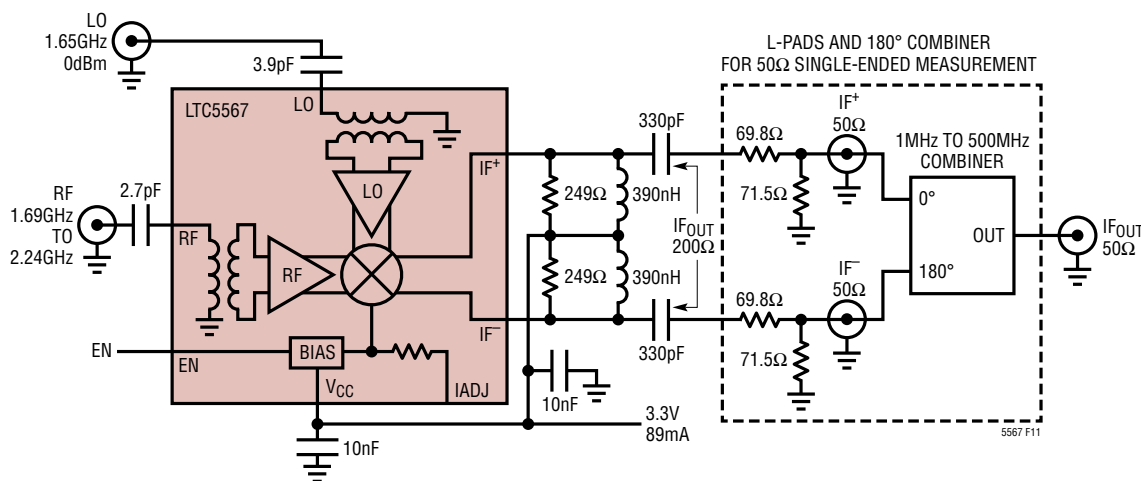 LO
1.65GHz
0dBm
3.9pF
L-PADS AND 180° COMBINER
FOR 50Ω SINGLE-ENDED MEASUREMENT
LTC5567
LO
LO
RF
1.69GHz
TO
2.24GHz
2.7pF
RF
RF
IF+
IF–
249Ω
390nH
249Ω
390nH
330pF
IFOUT
200Ω
330pF
69.8Ω
71.5Ω
IF+
50Ω
69.8Ω
71.5Ω
IF–
50Ω
1MHz TO 500MHz
COMBINER
0°
OUT
180°
IFOUT
50Ω
EN
EN
BIAS
VCC
IADJ
10nF
10nF
3.3V
89mA
5567 F11